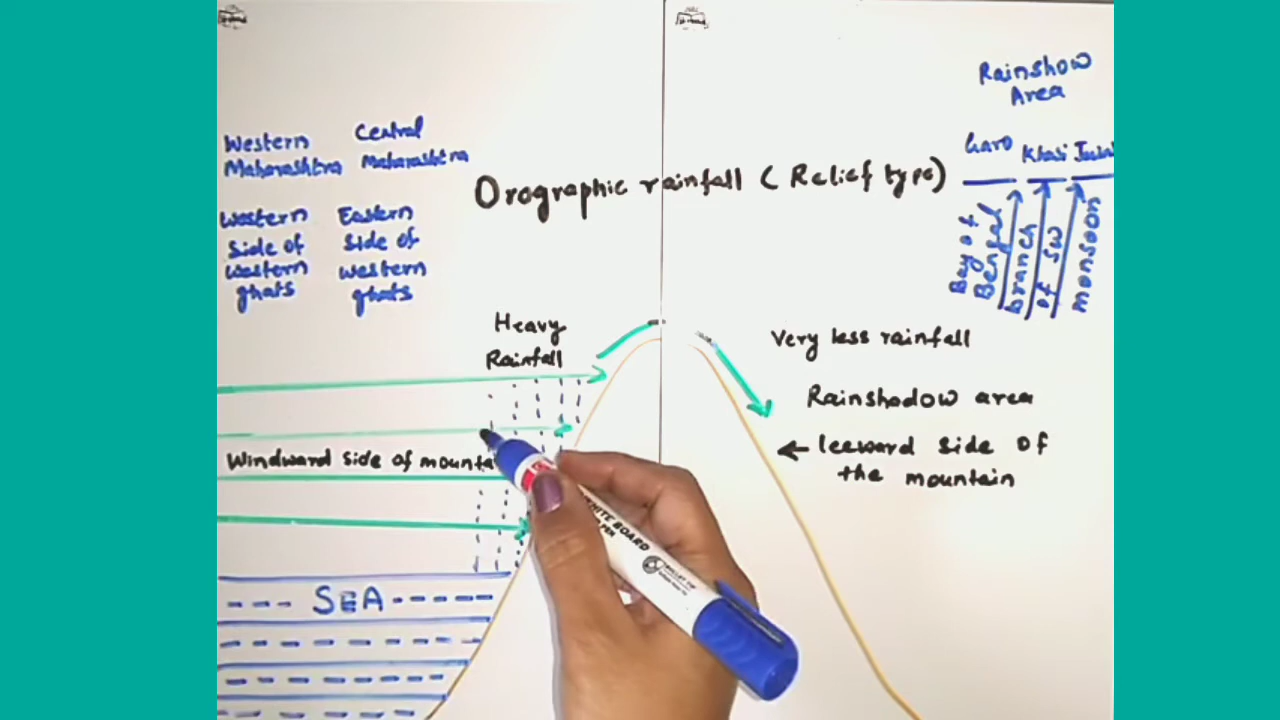 Rainshow
Area
Western
Maharashtra
Central
Maharashtra
Garo Khasi
Orographic rainfall (Relief type)
Western
Side of
western
ghats
Eastern
Side of
western
ghats
Bay of
Bengal
branch
of SW
monsoon
Heavy
Rainfall
Very less rainfall
Rainshadow area
Windward side of
← leeward side of
the mountain
SEA
WHITE BOARD